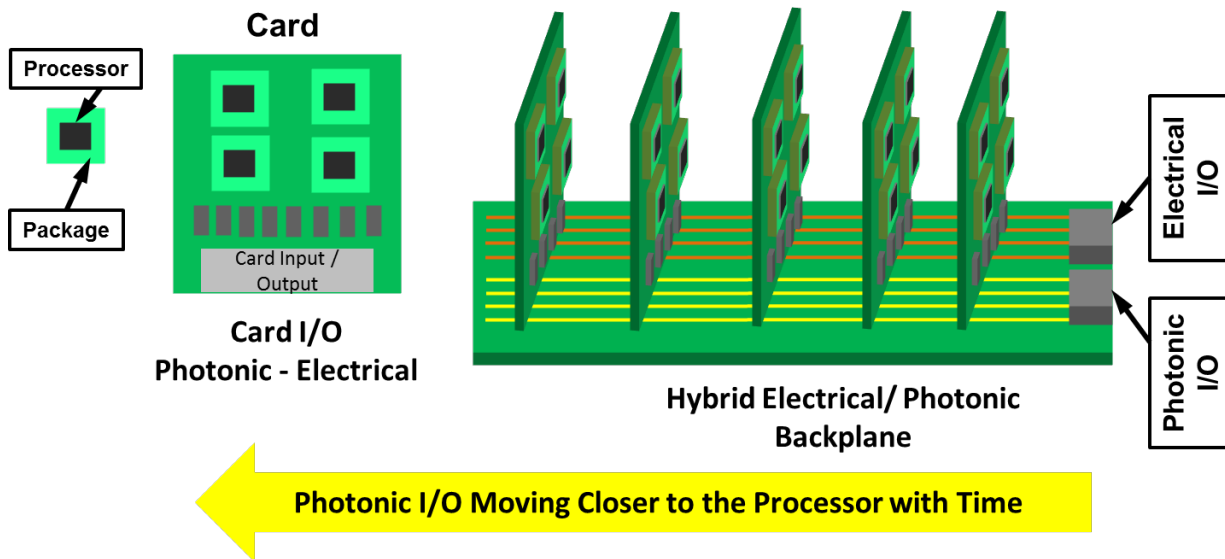 Card
Processor
Package
Card Input /
Output
Card I/O
Photonic - Electrical
Electrical
I/O
Photonic
I/O
Hybrid Electrical/ Photonic
Backplane
Photonic I/O Moving Closer to the Processor with Time